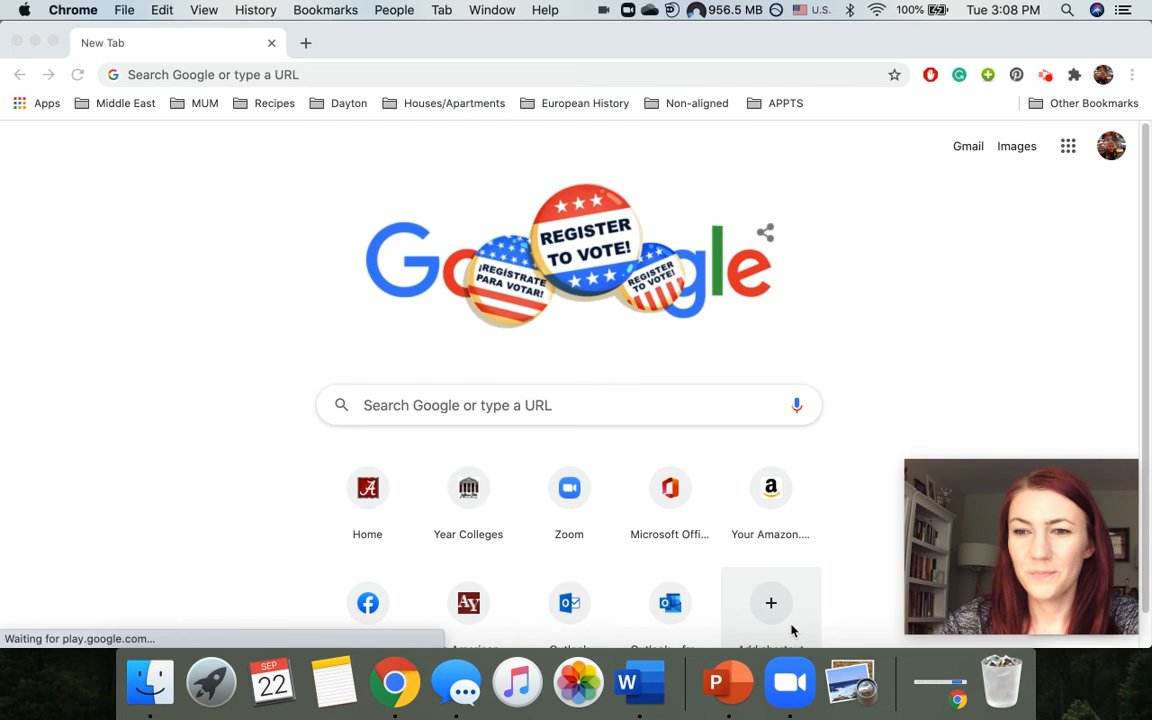 Chrome File Edit View History Bookmarks People Tab Window Help 956.5 MB U.S. 100% Tue 3:08 PM
New Tab
Search Google or type a URL
Apps Middle East MUM Recipes Dayton Houses/Apartments European History Non-aligned APPTS Other Bookmarks
Gmail Images
Google
¡REGÍSTRATE PARA VOTAR!
REGISTER TO VOTE!
REGISTER TO VOTE!
Search Google or type a URL
Home Year Colleges Zoom Microsoft Offi... Your Amazon....
Waiting for play.google.com...
SEP
22